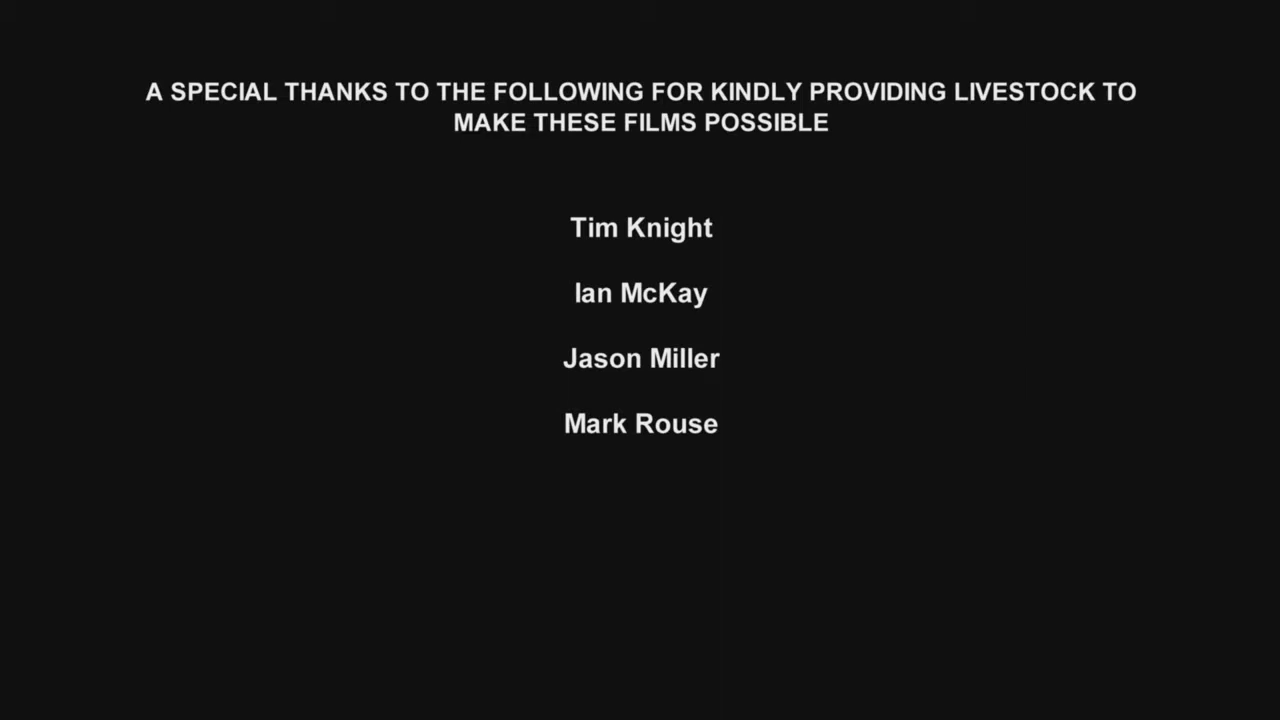 A SPECIAL THANKS TO THE FOLLOWING FOR KINDLY PROVIDING LIVESTOCK TO
MAKE THESE FILMS POSSIBLE
Tim Knight
Ian McKay
Jason Miller
Mark Rouse